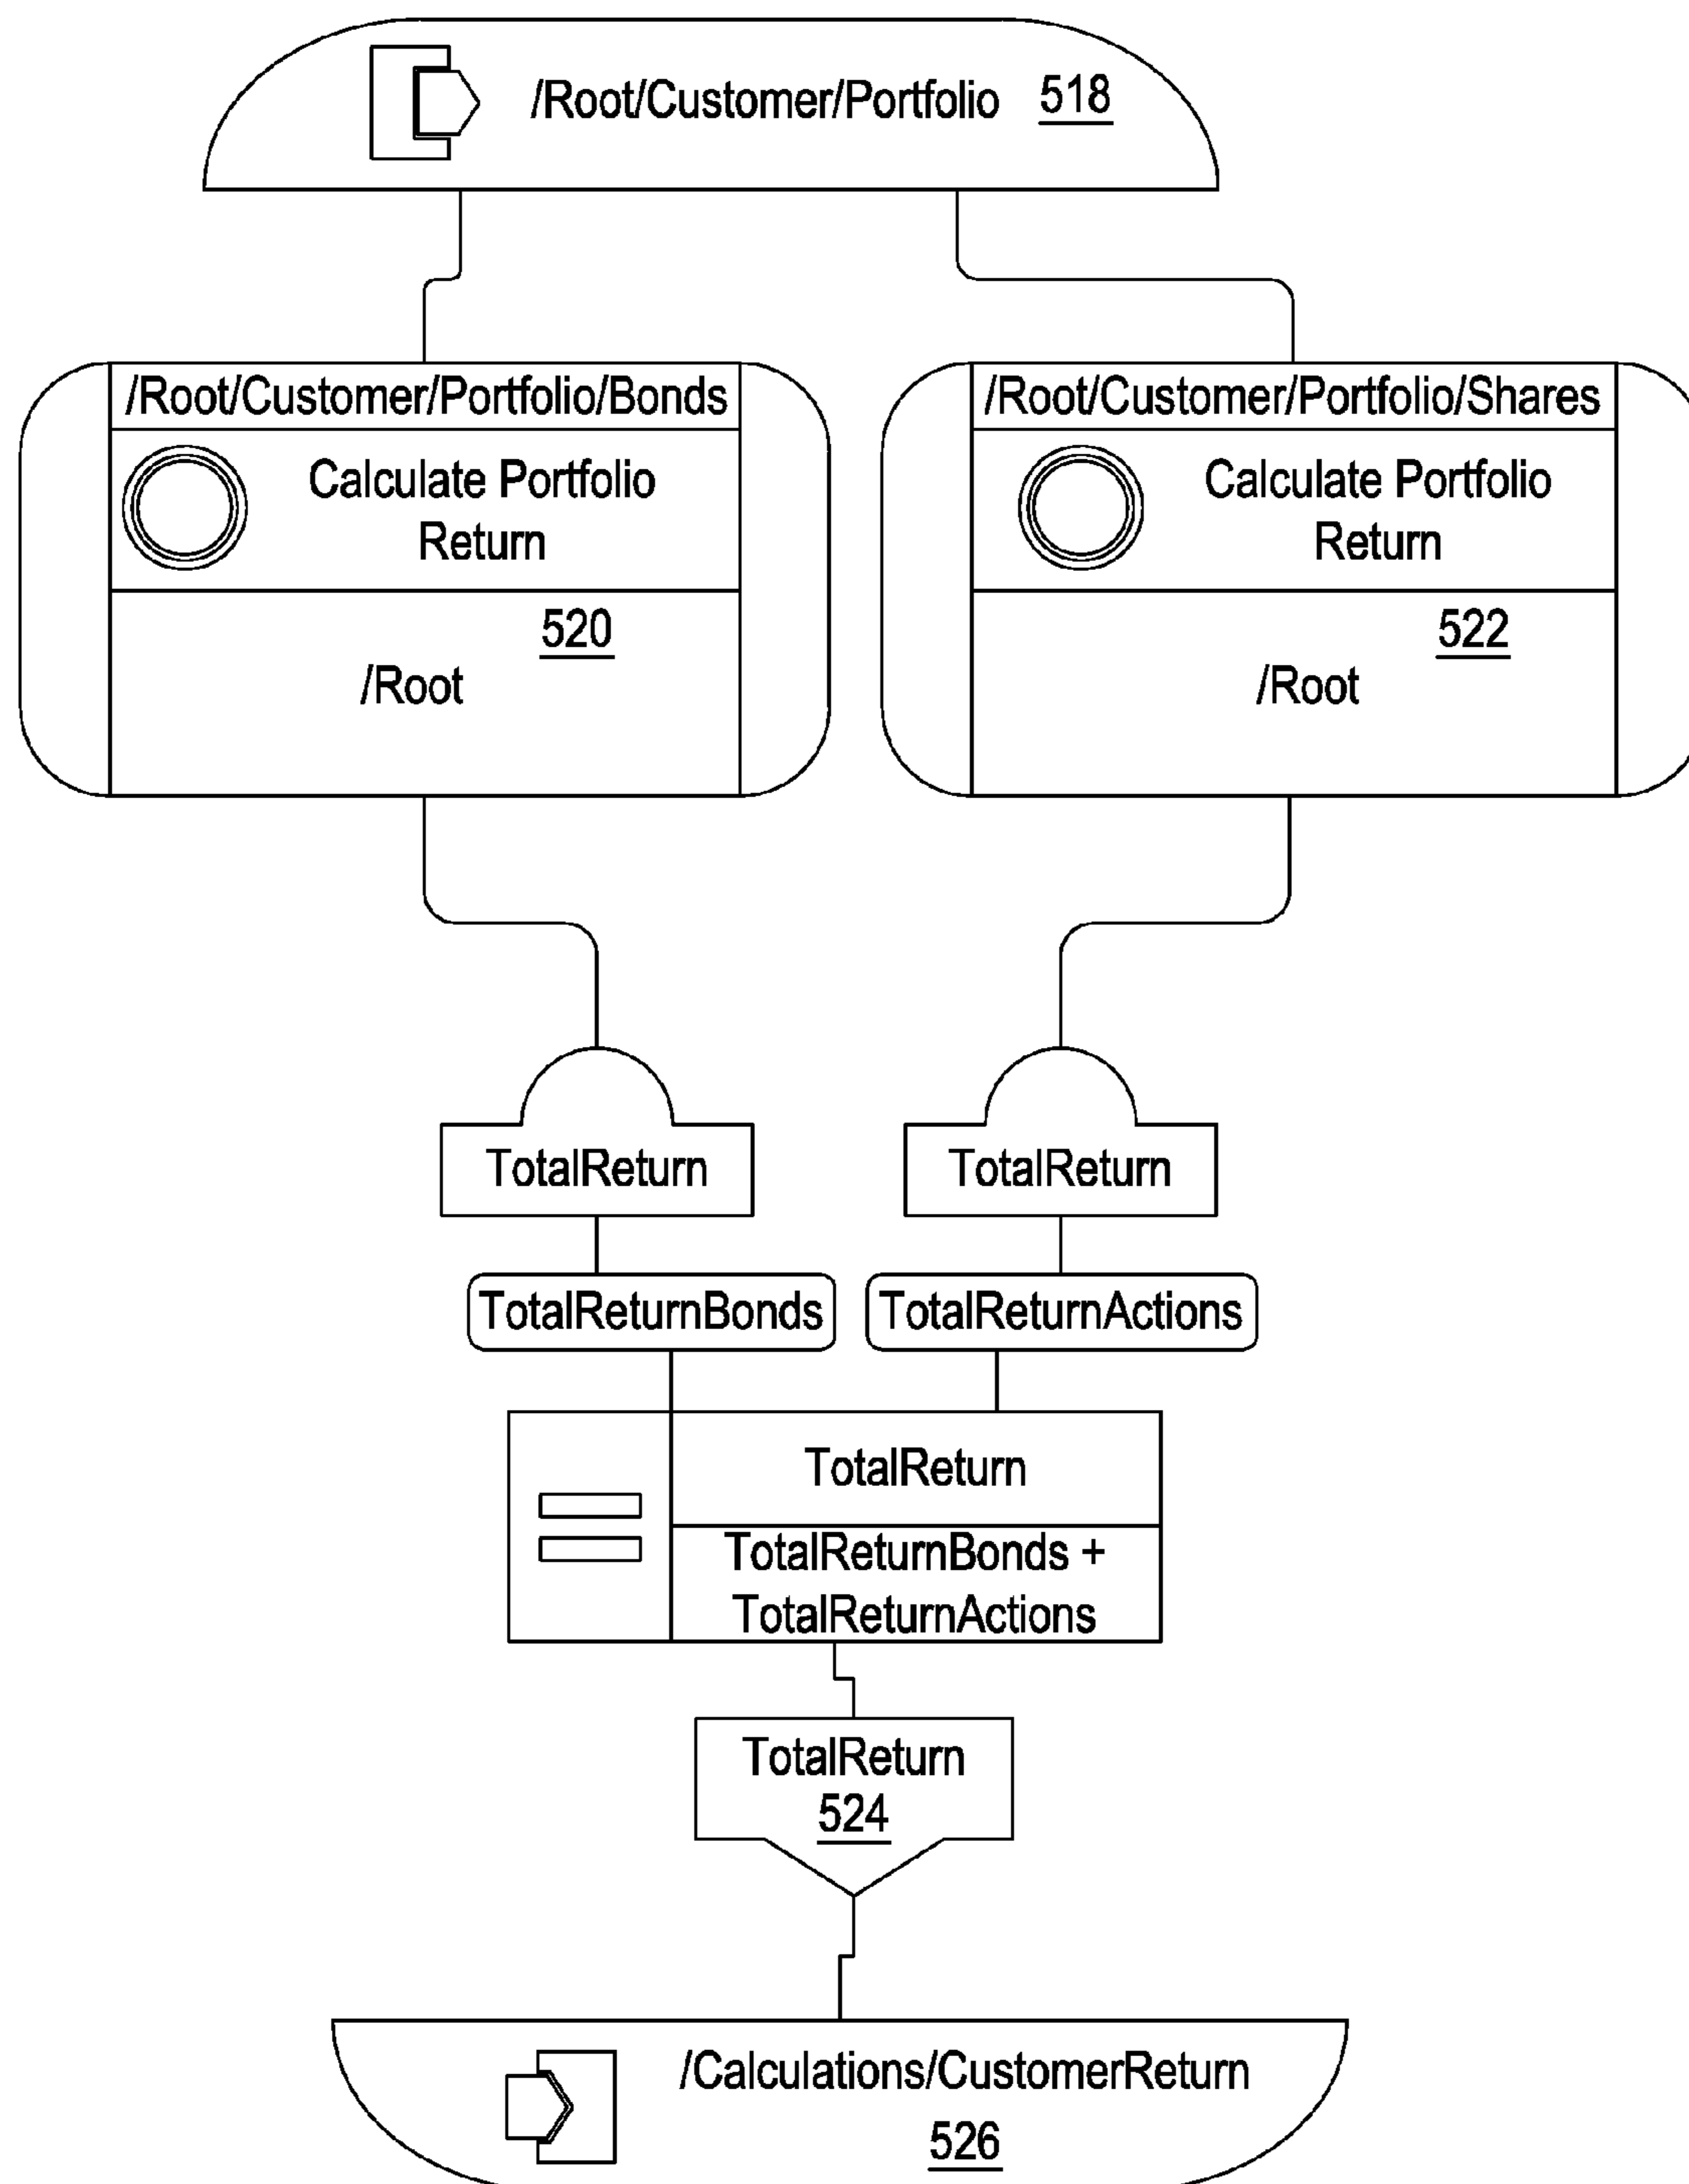 /Root/Customer/Portfolio 518
/Root/Customer/Portfolio/Bonds
Calculate Portfolio
Return
520
/Root
/Root/Customer/Portfolio/Shares
Calculate Portfolio
Return
522
/Root
TotalReturn
TotalReturn
TotalReturnBonds
TotalReturnActions
TotalReturn
TotalReturnBonds +
TotalReturnActions
TotalReturn
524
/Calculations/CustomerReturn
526